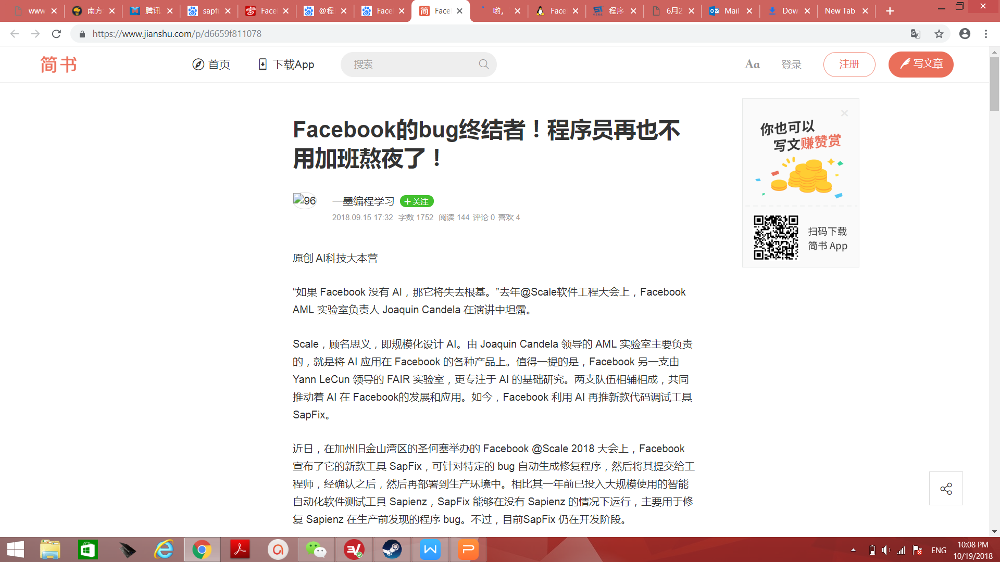 www
南方
腾讯
sapfi
Face
@程
Face
Face
哟,
Face
程序
6月2
Mail
Dow
New Tab
https://www.jianshu.com/p/d6659f811078
简书
首页
下载App
搜索
Aa
登录
注册
写文章
Facebook的bug终结者！程序员再也不
用加班熬夜了！
96
一墨编程学习
+ 关注
2018.09.15 17:32 字数 1752 阅读 144 评论 0 喜欢 4
原创 AI科技大本营
“如果 Facebook 没有 AI，那它将失去根基。”去年@Scale软件工程大会上，Facebook
AML 实验室负责人 Joaquin Candela 在演讲中坦露。
Scale，顾名思义，即规模化设计 AI。由 Joaquin Candela 领导的 AML 实验室主要负责
的，就是将 AI 应用在 Facebook 的各种产品上。值得一提的是，Facebook 另一支由
Yann LeCun 领导的 FAIR 实验室，更专注于 AI 的基础研究。两支队伍相辅相成，共同
推动着 AI 在 Facebook的发展和应用。如今，Facebook 利用 AI 再推新款代码调试工具
SapFix。
近日，在加州旧金山湾区的圣何塞举办的 Facebook @Scale 2018 大会上，Facebook
宣布了它的新款工具 SapFix，可针对特定的 bug 自动生成修复程序，然后将其提交给工
程师，经确认之后，然后再部署到生产环境中。相比其一年前已投入大规模使用的智能
自动化软件测试工具 Sapienz，SapFix 能够在没有 Sapienz 的情况下运行，主要用于修
复 Sapienz 在生产前发现的程序 bug。不过，目前SapFix 仍在开发阶段。
你也可以
写文赚赞赏
扫码下载
简书 App
ENG
10:08 PM
10/19/2018